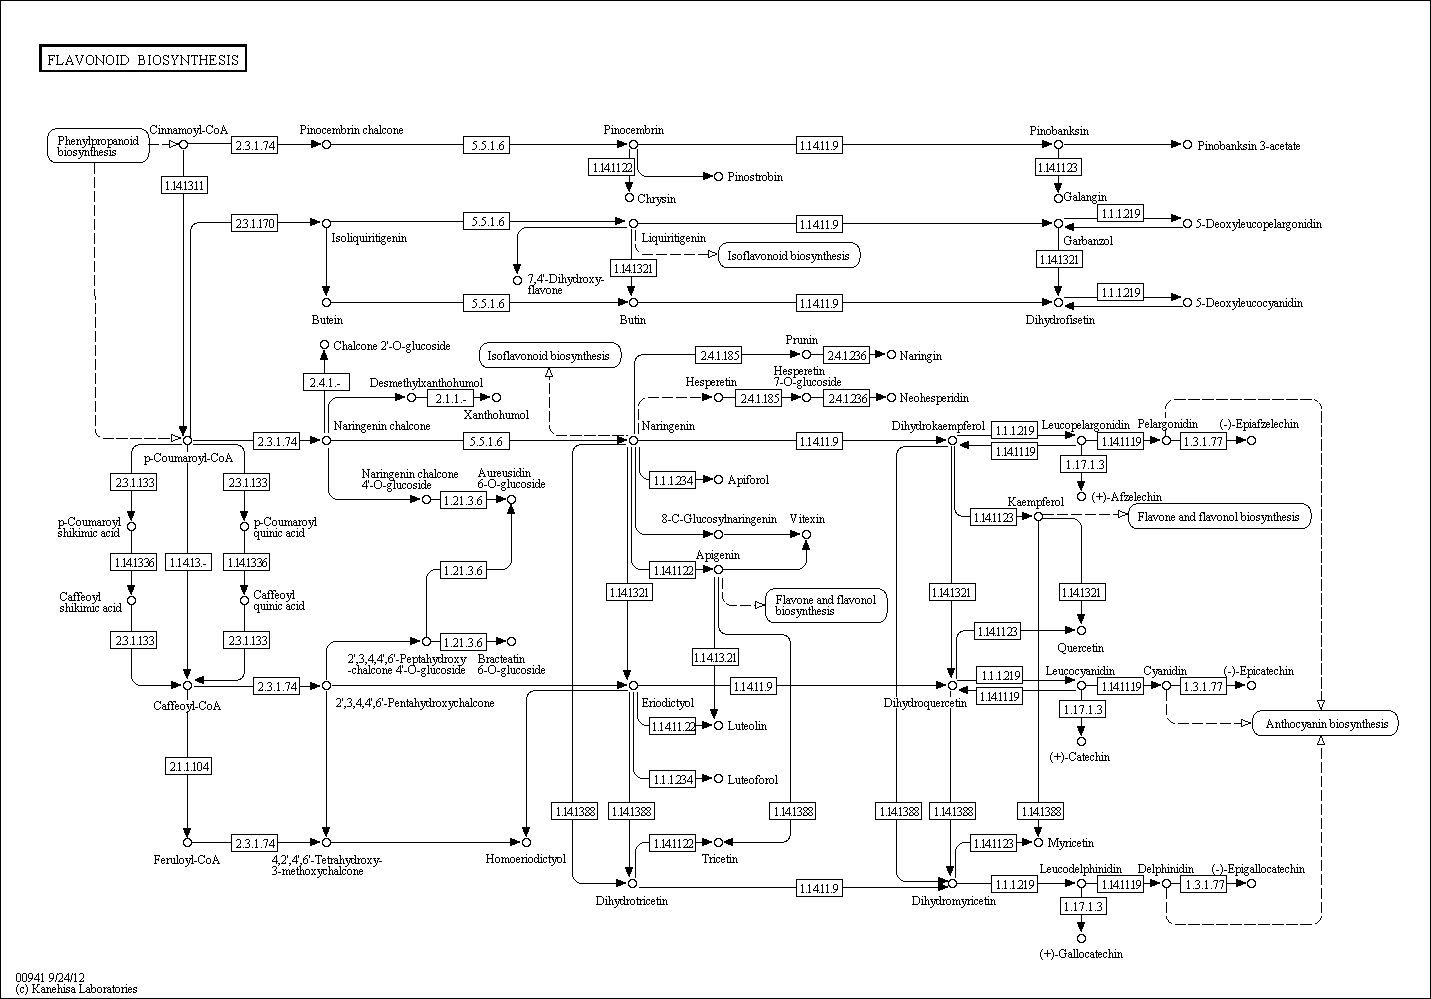 FLAVONOID BIOSYNTHESIS
Phenylpropanoid
biosynthesis
Cinnamoyl-CoA
2.3.1.74
Pinocembrin chalcone
5.5.1.6
Pinocembrin
1.14.11.9
Pinobanksin
Pinobanksin 3-acetate
1.14.13.11
1.14.11.22
Pinostrobin
Chrysin
1.14.11.23
Galangin
2.3.1.170
Isoliquiritigenin
5.5.1.6
Liquiritigenin
1.14.11.9
Garbanzol
1.1.1.219
5-Deoxyleucopelargonidin
Isoflavonoid biosynthesis
1.14.13.21
1.14.13.21
7,4'-Dihydroxy-
flavone
Butein
5.5.1.6
Butin
1.14.11.9
Dihydrofisetin
1.1.1.219
5-Deoxyleucocyanidin
Chalcone 2'-O-glucoside
2.4.1.-
Isoflavonoid biosynthesis
Prunin
2.4.1.185
2.4.1.236
Naringin
Desmethylxanthohumol
2.1.1.-
Xanthohumol
Hesperetin
Hesperetin
7-O-glucoside
2.4.1.185
2.4.1.236
Neohesperidin
p-Coumaroyl-CoA
2.3.1.74
Naringenin chalcone
5.5.1.6
Naringenin
1.14.11.9
Dihydrokaempferol
1.1.1.219
1.14.11.19
Leucopelargonidin
1.14.11.19
Pelargonidin
1.3.1.77
(-)-Epiafzelechin
1.17.1.3
(+)-Afzelechin
2.3.1.133
2.3.1.133
Naringenin chalcone
4'-O-glucoside
1.21.3.6
Aureusidin
6-O-glucoside
1.1.1.234
Apiforol
Kaempferol
1.14.11.23
Flavone and flavonol biosynthesis
p-Coumaroyl
shikimic acid
p-Coumaroyl
quinic acid
8-C-Glucosylnaringenin
Vitexin
1.14.13.36
1.14.13.-
1.14.13.36
1.21.3.6
1.14.11.22
Apigenin
Caffeoyl
shikimic acid
Caffeoyl
quinic acid
1.14.13.21
Flavone and flavonol
biosynthesis
1.14.13.21
1.14.13.21
2.3.1.133
2.3.1.133
1.21.3.6
1.14.11.23
Quercetin
2',3,4,4',6'-Peptahydroxy
-chalcone 4'-O-glucoside
Bracteatin
6-O-glucoside
1.14.13.21
Caffeoyl-CoA
2.3.1.74
2',3,4,4',6'-Pentahydroxychalcone
Eriodictyol
1.14.11.9
Dihydroquercetin
1.1.1.219
1.14.11.19
Leucocyanidin
1.14.11.19
Cyanidin
1.3.1.77
(-)-Epicatechin
1.17.1.3
(+)-Catechin
1.14.11.22
Luteolin
Anthocyanin biosynthesis
2.1.1.104
1.1.1.234
Luteoforol
1.14.13.88
1.14.13.88
1.14.13.88
1.14.13.88
1.14.13.88
1.14.13.88
Feruloyl-CoA
2.3.1.74
4,2',4',6'-Tetrahydroxy-
3-methoxychalcone
Homoeriodictyol
1.14.11.22
Tricetin
1.14.11.23
Myricetin
Dihydrotricetin
1.14.11.9
Dihydromyricetin
1.1.1.219
Leucodelphinidin
1.14.11.19
Delphinidin
1.3.1.77
(-)-Epigallocatechin
1.17.1.3
(+)-Gallocatechin
00941 9/24/12
(c) Kanehisa Laboratories